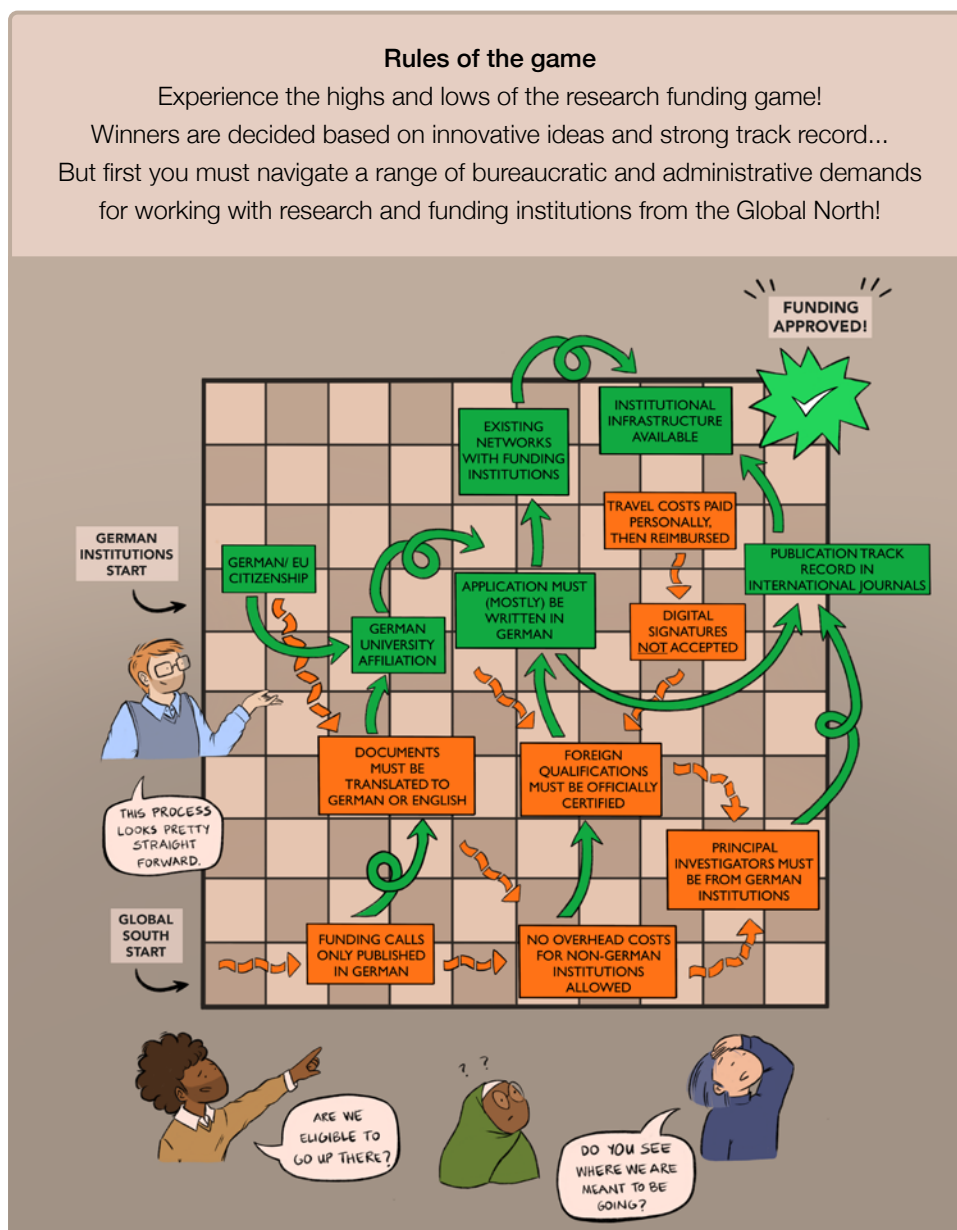 Rules of the game
Experience the highs and lows of the research funding game!
Winners are decided based on innovative ideas and strong track record...
But first you must navigate a range of bureaucratic and administrative demands
for working with research and funding institutions from the Global North!
FUNDING
APPROVED!
INSTITUTIONAL
INFRASTRUCTURE
AVAILABLE
EXISTING
NETWORKS
WITH FUNDING
INSTITUTIONS
TRAVEL COSTS PAID
PERSONALLY,
THEN REIMBURSED
GERMAN
INSTITUTIONS
START
GERMAN/ EU
CITIZENSHIP
APPLICATION MUST
(MOSTLY) BE
WRITTEN IN
GERMAN
PUBLICATION TRACK
RECORD IN
INTERNATIONAL JOURNALS
GERMAN
UNIVERSITY
AFFILIATION
DIGITAL
SIGNATURES
NOT ACCEPTED
DOCUMENTS
MUST BE
TRANSLATED TO
GERMAN OR ENGLISH
FOREIGN
QUALIFICATIONS
MUST BE OFFICIALLY
CERTIFIED
THIS PROCESS
LOOKS PRETTY
STRAIGHT
FORWARD.
PRINCIPAL
INVESTIGATORS MUST
BE FROM GERMAN
INSTITUTIONS
GLOBAL
SOUTH
START
FUNDING CALLS
ONLY PUBLISHED
IN GERMAN
NO OVERHEAD COSTS
FOR NON-GERMAN
INSTITUTIONS
ALLOWED
? ?
ARE WE
ELIGIBLE TO
GO UP THERE?
DO YOU SEE
WHERE WE ARE
MEANT TO BE
GOING?